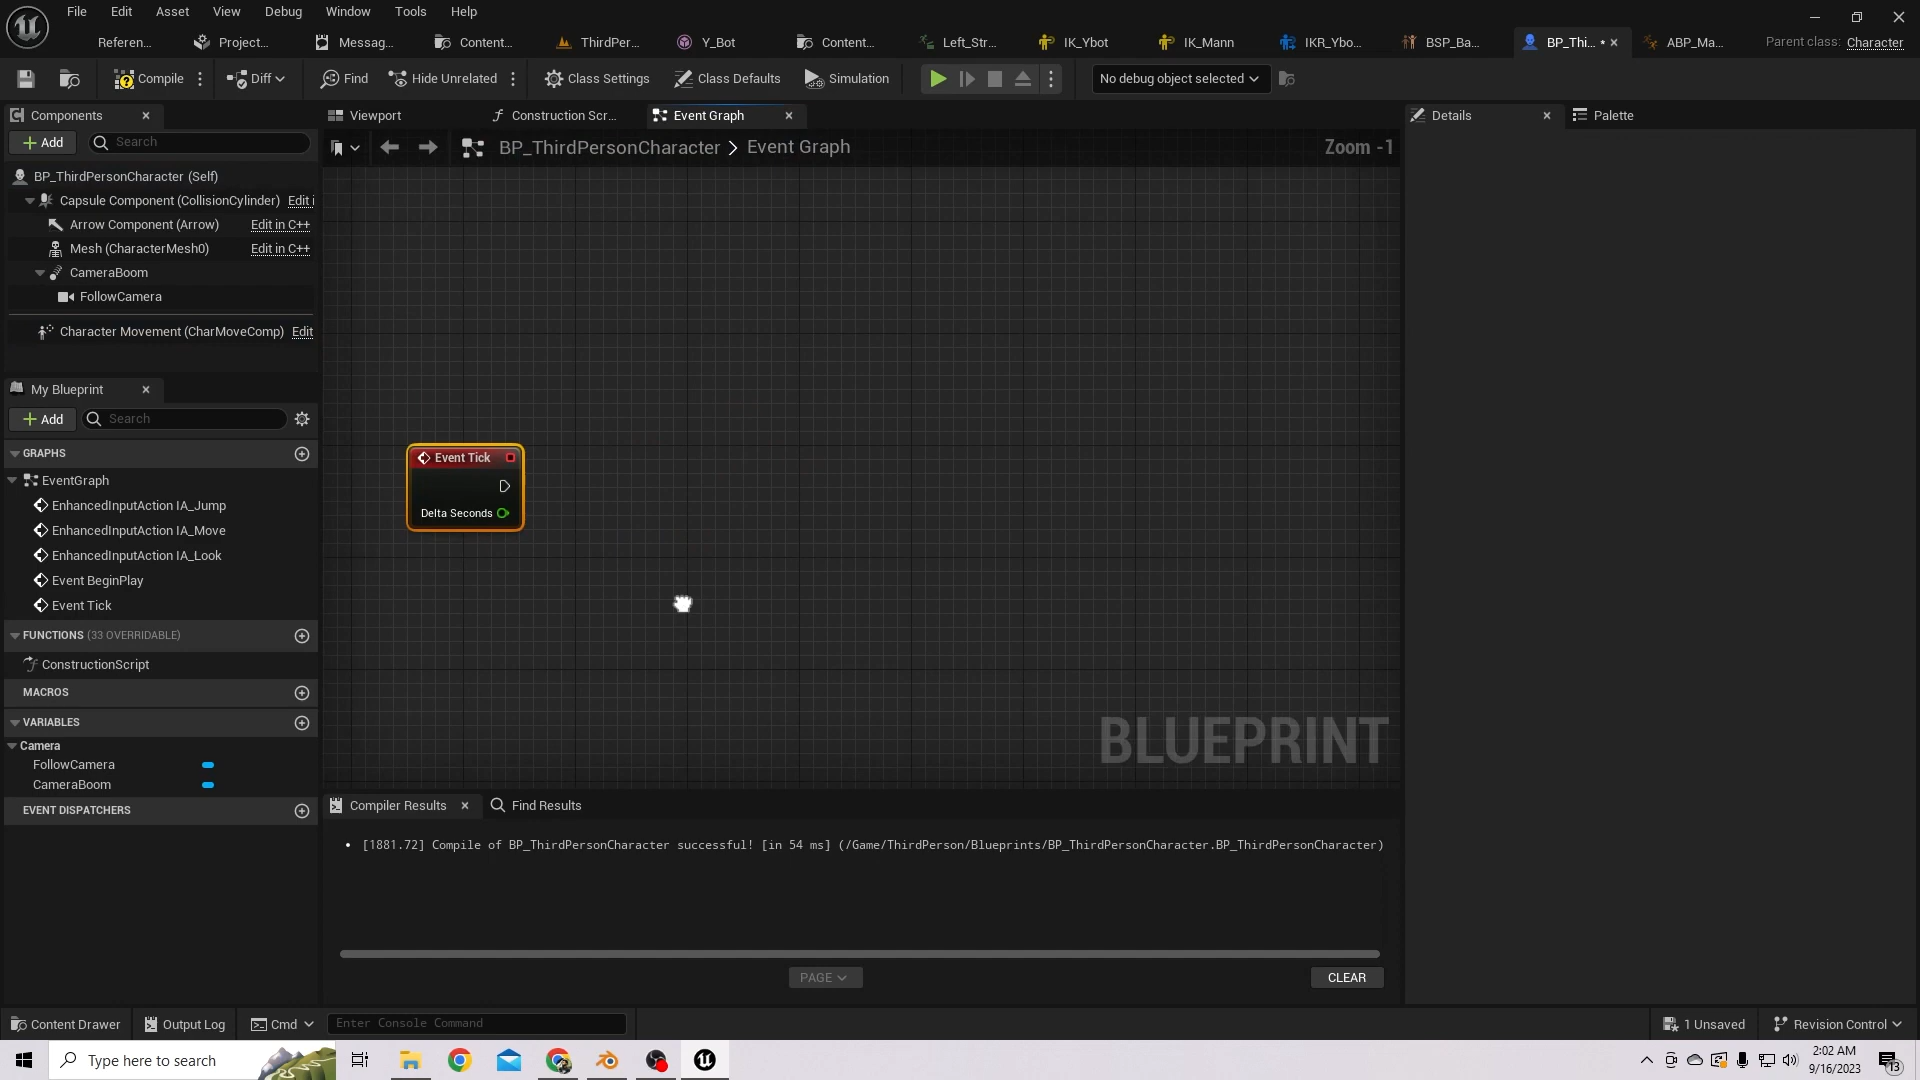 File Edit Asset View Debug Window Tools Help
Referen... Project... Messag... Content... ThirdPer... Y_Bot Content... Left_Str... IK_Ybot IK_Mann IKR_Ybo... BSP_Ba... BP_Thi... * ABP_Ma... Parent class: Character
Compile Diff Find Hide Unrelated Class Settings Class Defaults Simulation No debug object selected
Components
Add Search
BP_ThirdPersonCharacter (Self)
Capsule Component (CollisionCylinder) Edit i
Arrow Component (Arrow) Edit in C++
Mesh (CharacterMesh0) Edit in C++
CameraBoom
FollowCamera
Character Movement (CharMoveComp) Edit
My Blueprint
Add Search
GRAPHS
EventGraph
EnhancedInputAction IA_Jump
EnhancedInputAction IA_Move
EnhancedInputAction IA_Look
Event BeginPlay
Event Tick
FUNCTIONS (33 OVERRIDABLE)
ConstructionScript
MACROS
VARIABLES
Camera
FollowCamera
CameraBoom
EVENT DISPATCHERS
Viewport Construction Scr... Event Graph
BP_ThirdPersonCharacter > Event Graph Zoom -1
Event Tick
Delta Seconds
BLUEPRINT
Compiler Results Find Results
[1881.72] Compile of BP_ThirdPersonCharacter successful! [in 54 ms] (/Game/ThirdPerson/Blueprints/BP_ThirdPersonCharacter.BP_ThirdPersonCharacter)
PAGE CLEAR
Details Palette
Content Drawer Output Log Cmd Enter Console Command 1 Unsaved Revision Control
Type here to search
2:02 AM
9/16/2023
13